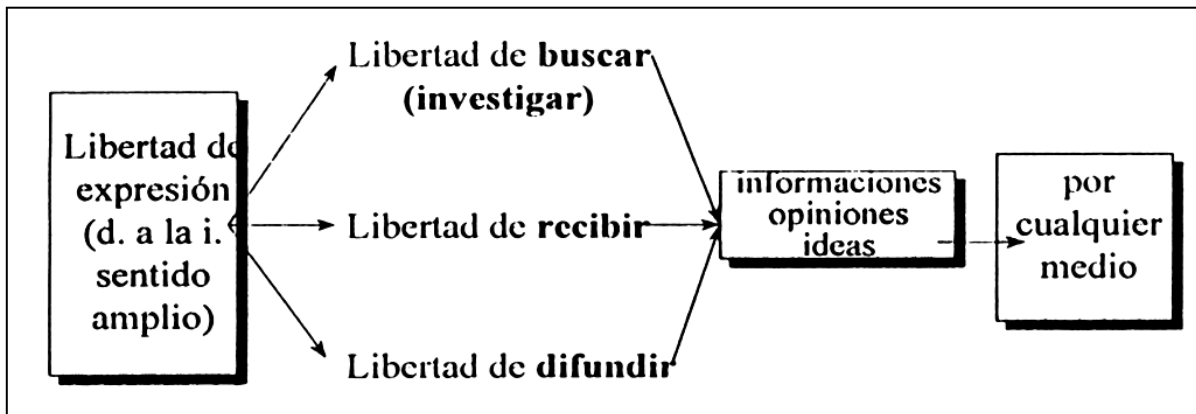 Libertad de
expresión
(d. a la i.
sentido
amplio)
Libertad de buscar
(investigar)
Libertad de recibir
Libertad de difundir
informaciones
opiniones
ideas
por
cualquier
medio